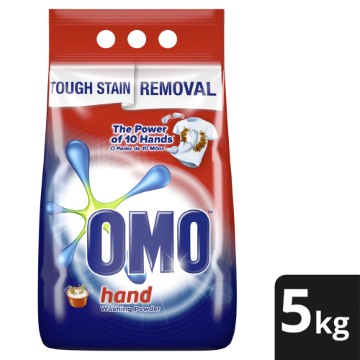 TOUGH STAIN REMOVAL
The Power
of 10 Hands
O Poder de 10 Mãos
OMO
hand
Washing Powder
5kg